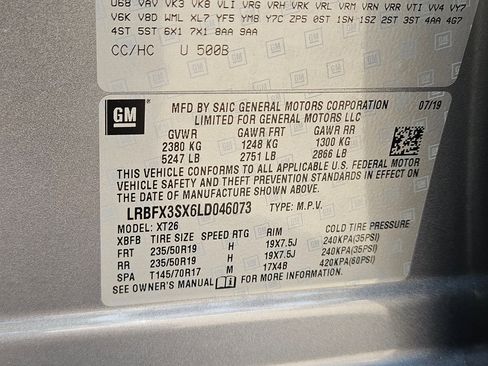 U68 VAV VK3 VK8 VLI VRG VRH VRK VRL VRM VRN VRR VTI VV4 VY7
V6K V8D WML XL7 YF5 YM8 Y7C ZP5 0ST 1SN 1SZ 2ST 3ST 4AA 4G7
4ST 5ST 6X1 7X1 8AA 9AA
CC/HC U 500B
GM
MFD BY SAIC GENERAL MOTORS CORPORATION 07/19
LIMITED FOR GENERAL MOTORS LLC
GVWR GAWR FRT GAWR RR
2380 KG 1248 KG 1300 KG
5247 LB 2751 LB 2866 LB
THIS VEHICLE CONFORMS TO ALL APPLICABLE U.S. FEDERAL MOTOR
VEHICLE SAFETY AND THEFT PREVENTION STANDARDS IN EFFECT ON THE
DATE OF MANUFACTURE SHOWN ABOVE.
LRBFX3SX6LD046073 TYPE: M.P.V.
MODEL: XT26
XBFB TIRE SIZE SPEED RTG RIM COLD TIRE PRESSURE
FRT 235/50R19 H 19X7.5J 240KPA(35PSI)
RR 235/50R19 H 19X7.5J 240KPA(35PSI)
SPA T145/70R17 M 17X4B 420KPA(60PSI)
SEE OWNER'S MANUAL FOR MORE INFORMATION.